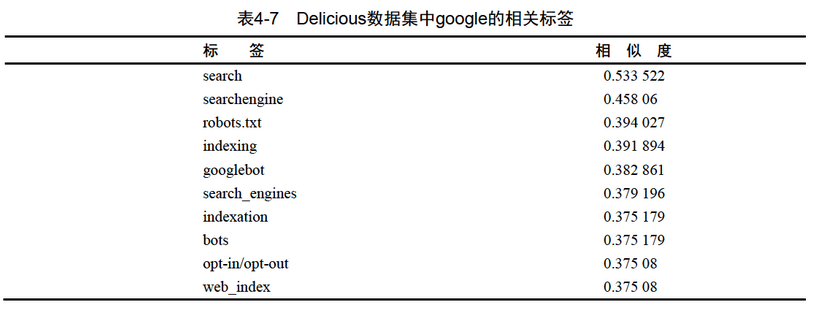 表4-7 Delicious数据集中google的相关标签
标 签 相 似 度
search 0.533 522
searchengine 0.458 06
robots.txt 0.394 027
indexing 0.391 894
googlebot 0.382 861
search_engines 0.379 196
indexation 0.375 179
bots 0.375 179
opt-in/opt-out 0.375 08
web_index 0.375 08